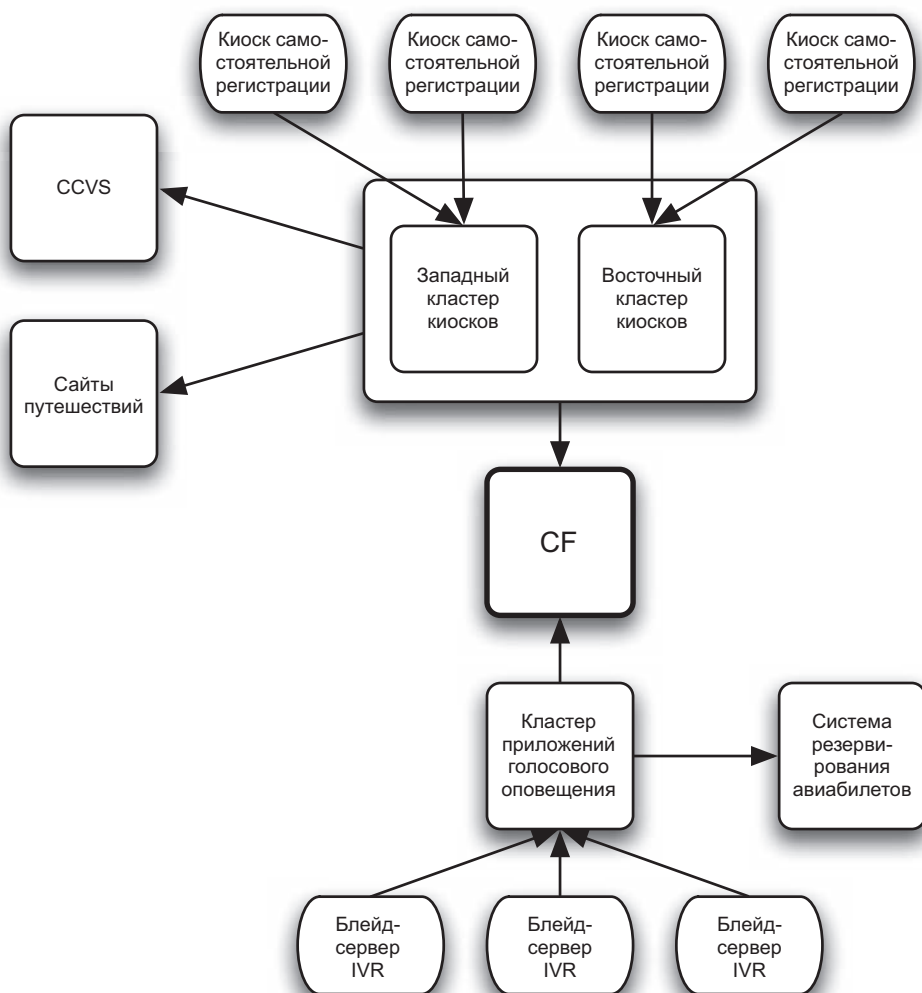 Киоск само-
стоятельной
регистрации
Киоск само-
стоятельной
регистрации
Киоск само-
стоятельной
регистрации
Киоск само-
стоятельной
регистрации
CCVS
Западный
кластер
киосков
Восточный
кластер
киосков
Сайты
путешествий
CF
Кластер
приложений
голосового
оповещения
Система
резерви-
рования
авиабилетов
Блейд-
сервер
IVR
Блейд-
сервер
IVR
Блейд-
сервер
IVR